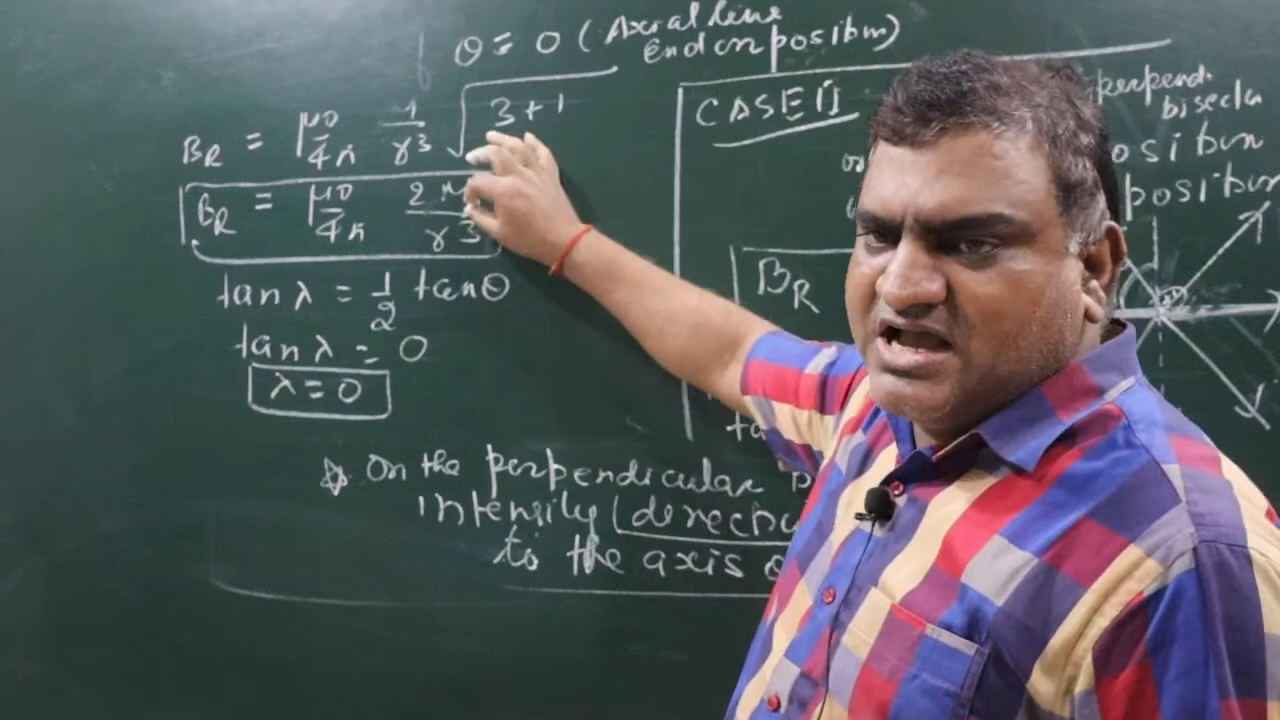 θ = 0 (Axial line
End on position)
B_R = μ0/4π 1/r³ √3+1
B_R = μ0/4π 2M/r³
tan λ = 1/2 tan θ
tan λ = 0
λ = 0
On the perpendicular
intensity (direction
to the axis
CASE II
perpend.
bisector
position
position
B_R